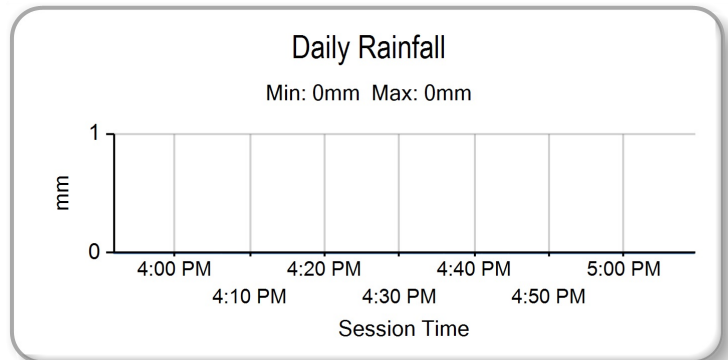 Daily Rainfall
Min: 0mm Max: 0mm
1
mm
0
4:00 PM 4:20 PM 4:40 PM 5:00 PM
4:10 PM 4:30 PM 4:50 PM
Session Time